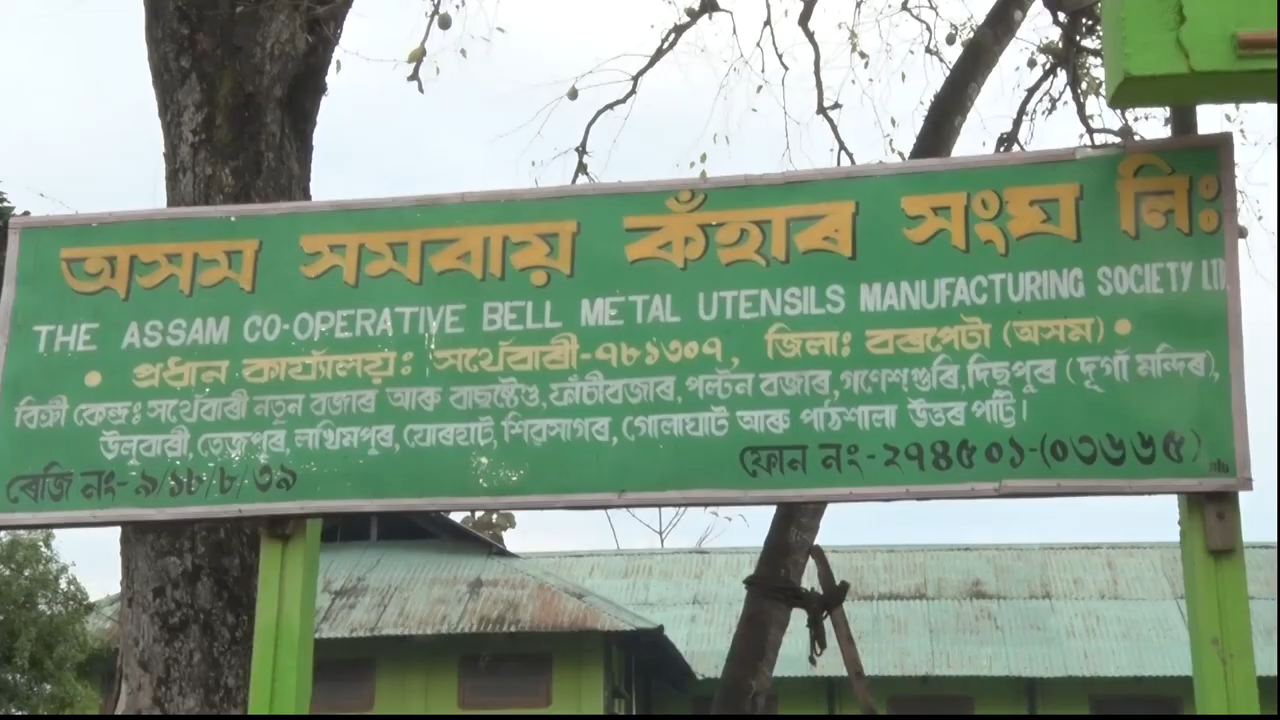 অসম সমবায় কঁহাৰ সংঘ লিঃ
THE ASSAM CO-OPERATIVE BELL METAL UTENSILS MANUFACTURING SOCIETY LTD
• প্ৰধান কাৰ্য্যালয়ঃ সৰ্থেবাৰী-৭৮১৩০৭, জিলাঃ বৰপেটা (অসম) •
বিক্ৰী কেন্দ্ৰঃ সৰ্থেবাৰী নতুন বজাৰ আৰু বাছষ্টেণ্ড, ফাঁচীবজাৰ, পল্টন বজাৰ, গণেশগুৰি, দিছপুৰ (দূৰ্গা মন্দিৰ),
উলুবাৰী, তেজপুৰ, লখিমপুৰ, যোৰহাট, শিৱসাগৰ, গোলাঘাট আৰু পাঠশালা উত্তৰ পট্টি।
ৰেজি নং-৯/১৮/৮/৩৯ ফোন নং-২৭৪৫০১-(০৩৬৬৫)